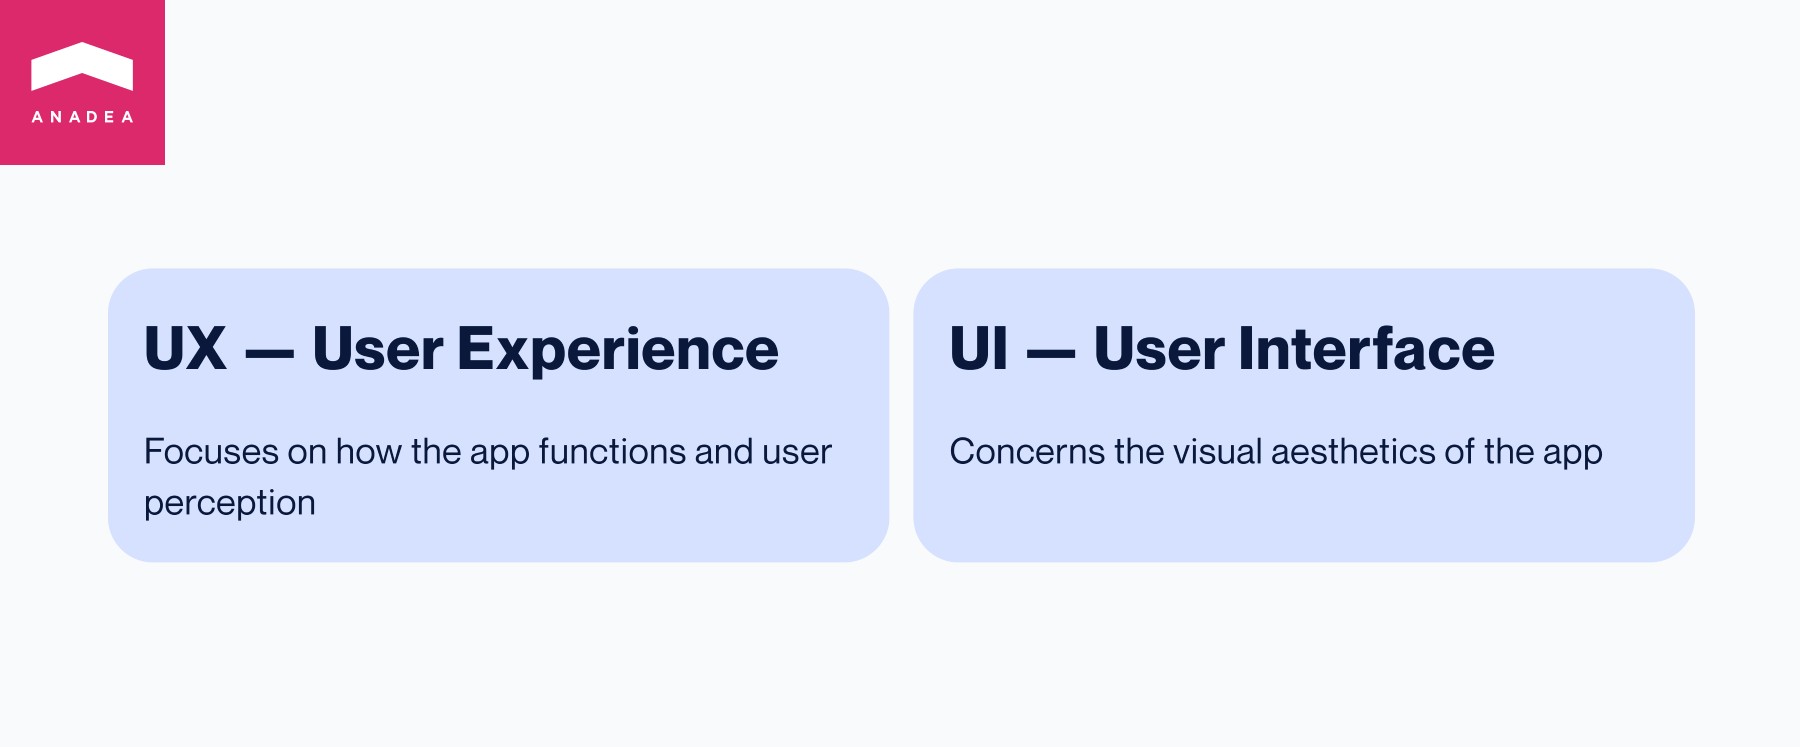 ANADEA
UX — User Experience
Focuses on how the app functions and user
perception
UI — User Interface
Concerns the visual aesthetics of the app